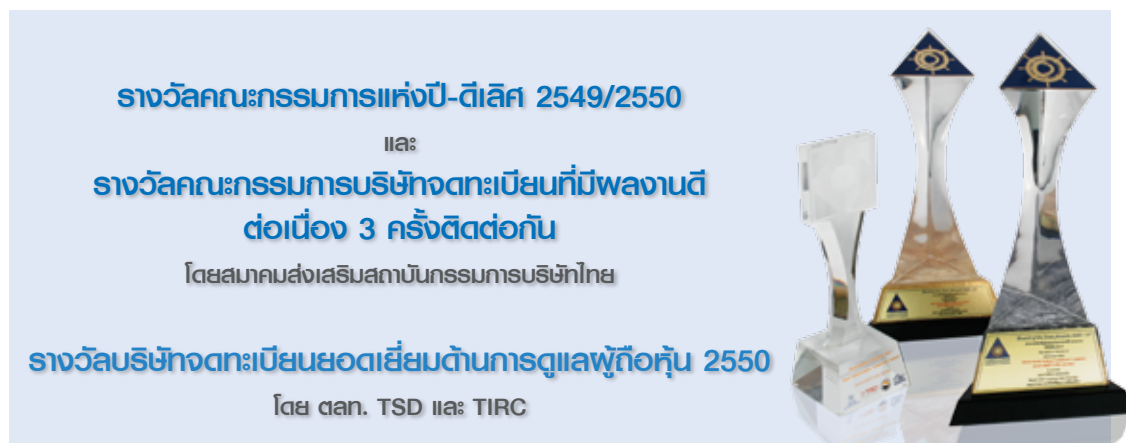 รางวัลคณะกรรมการแห่งปี-ดีเลิศ 2549/2550
และ
รางวัลคณะกรรมการบริษัทจดทะเบียนที่มีผลงานดี
ต่อเนื่อง 3 ครั้งติดต่อกัน
โดยสมาคมส่งเสริมสถาบันกรรมการบริษัทไทย
รางวัลบริษัทจดทะเบียนยอดเยี่ยมด้านการดูแลผู้ถือหุ้น 2550
โดย ตลท. TSD และ TIRC